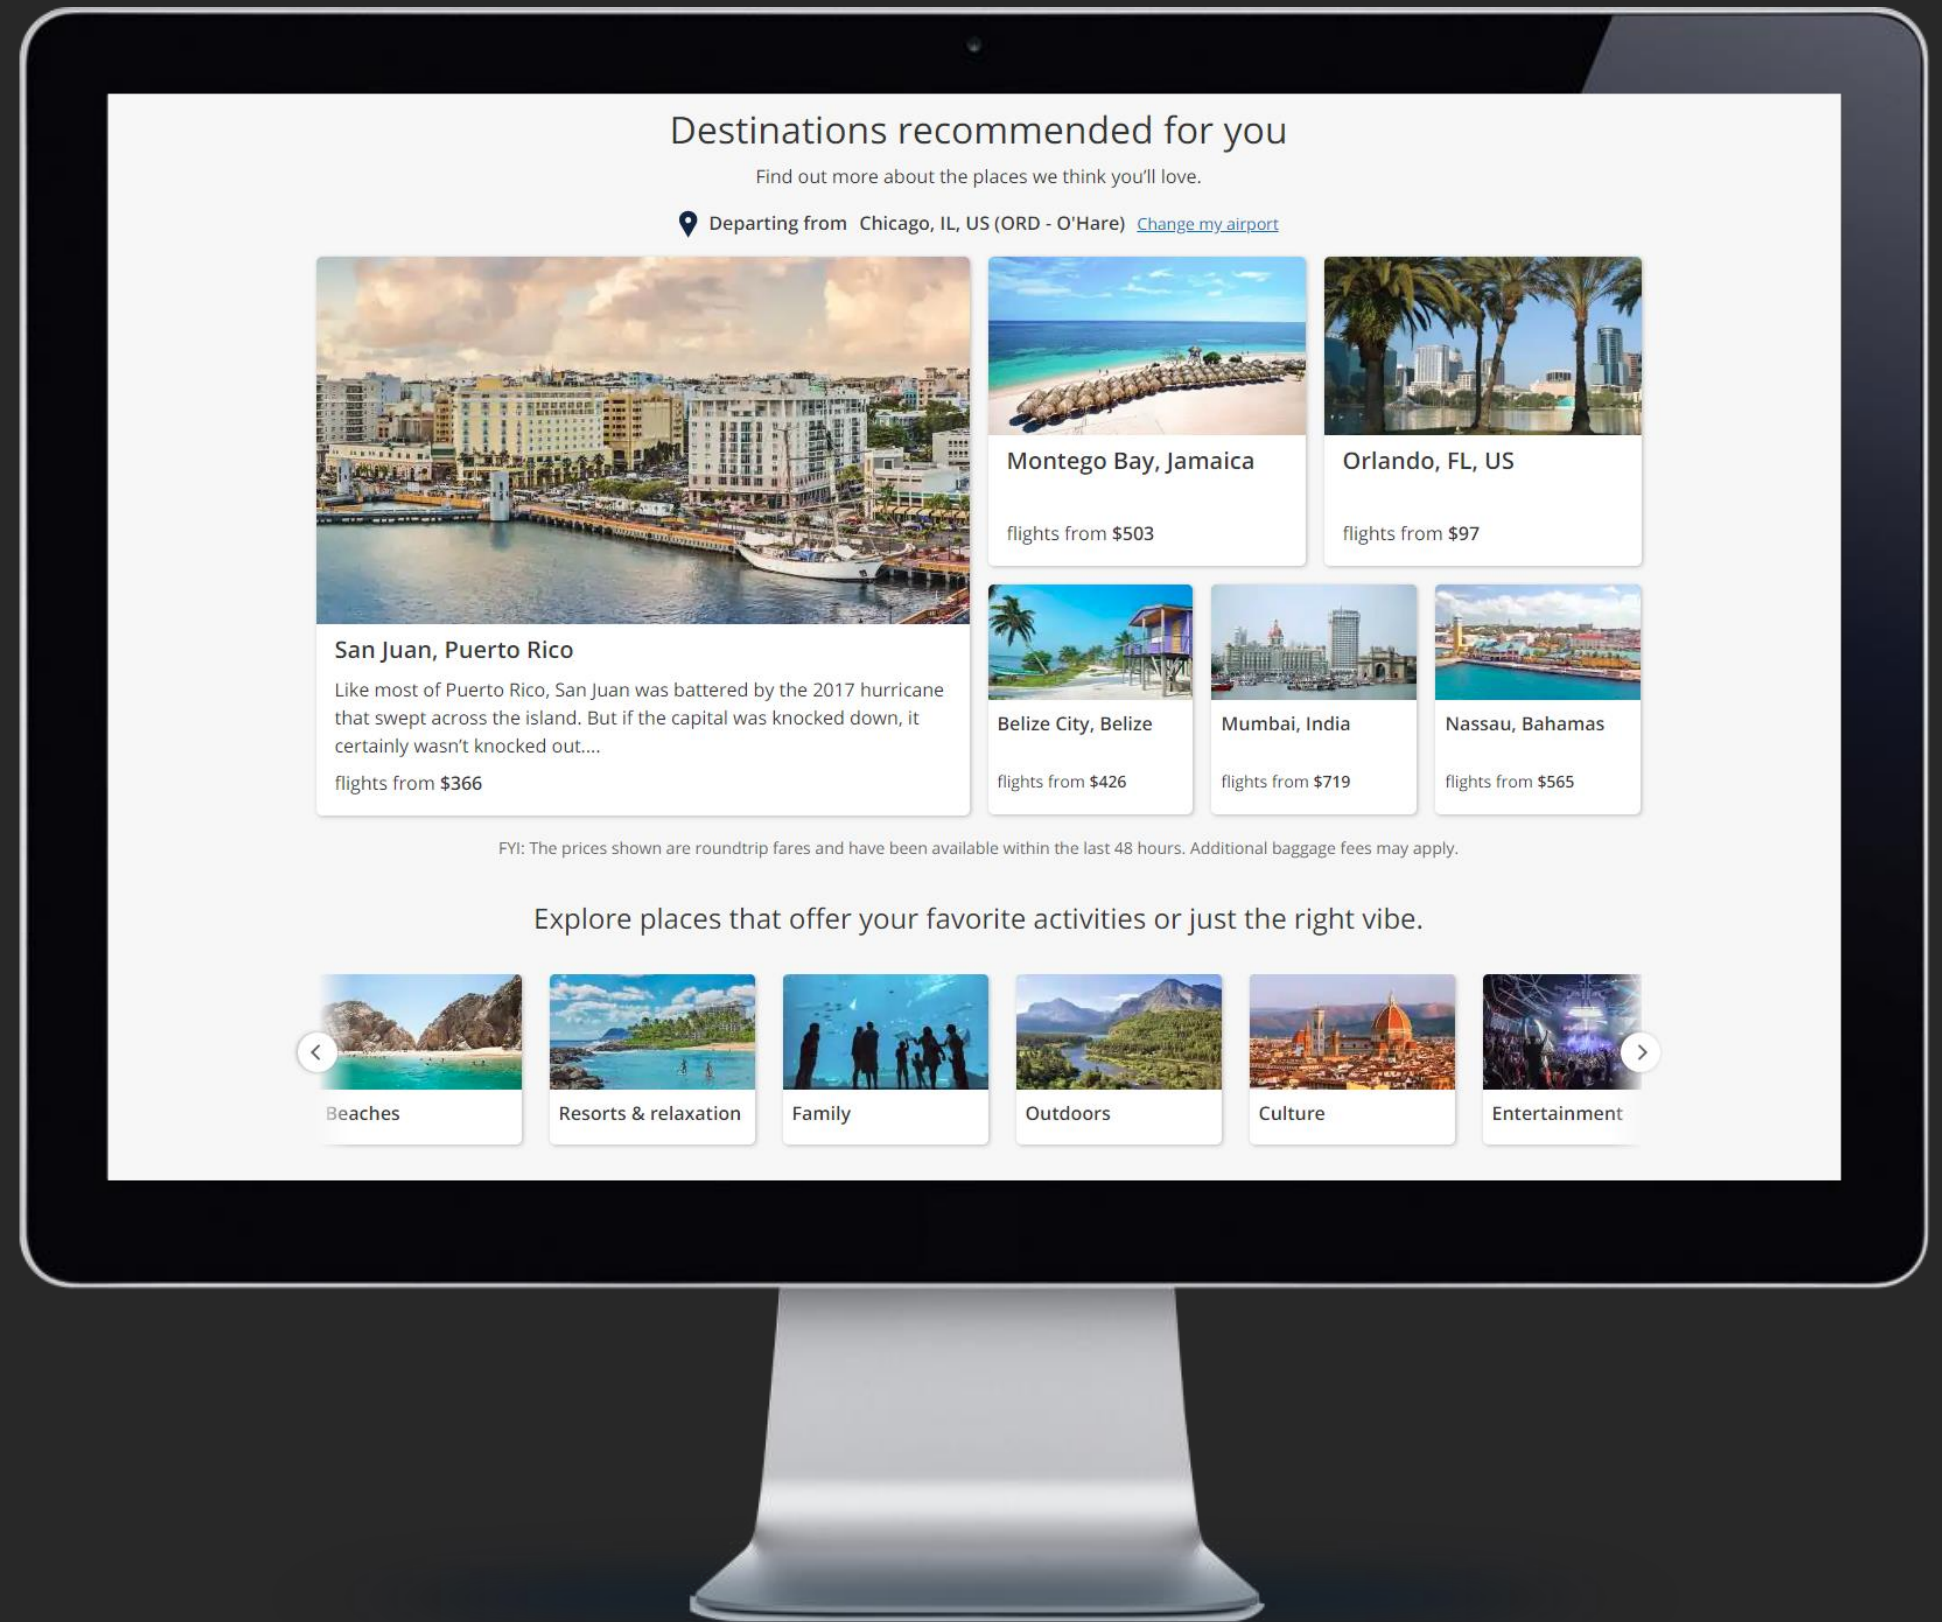 Destinations recommended for you
Find out more about the places we think you'll love.
Departing from Chicago, IL, US (ORD - O'Hare) Change my airport
San Juan, Puerto Rico
Like most of Puerto Rico, San Juan was battered by the 2017 hurricane
that swept across the island. But if the capital was knocked down, it
certainly wasn't knocked out....
flights from $366
Montego Bay, Jamaica
flights from $503
Orlando, FL, US
flights from $97
Belize City, Belize
flights from $426
Mumbai, India
flights from $719
Nassau, Bahamas
flights from $565
FYI: The prices shown are roundtrip fares and have been available within the last 48 hours. Additional baggage fees may apply.
Explore places that offer your favorite activities or just the right vibe.
Beaches
Resorts & relaxation
Family
Outdoors
Culture
Entertainment